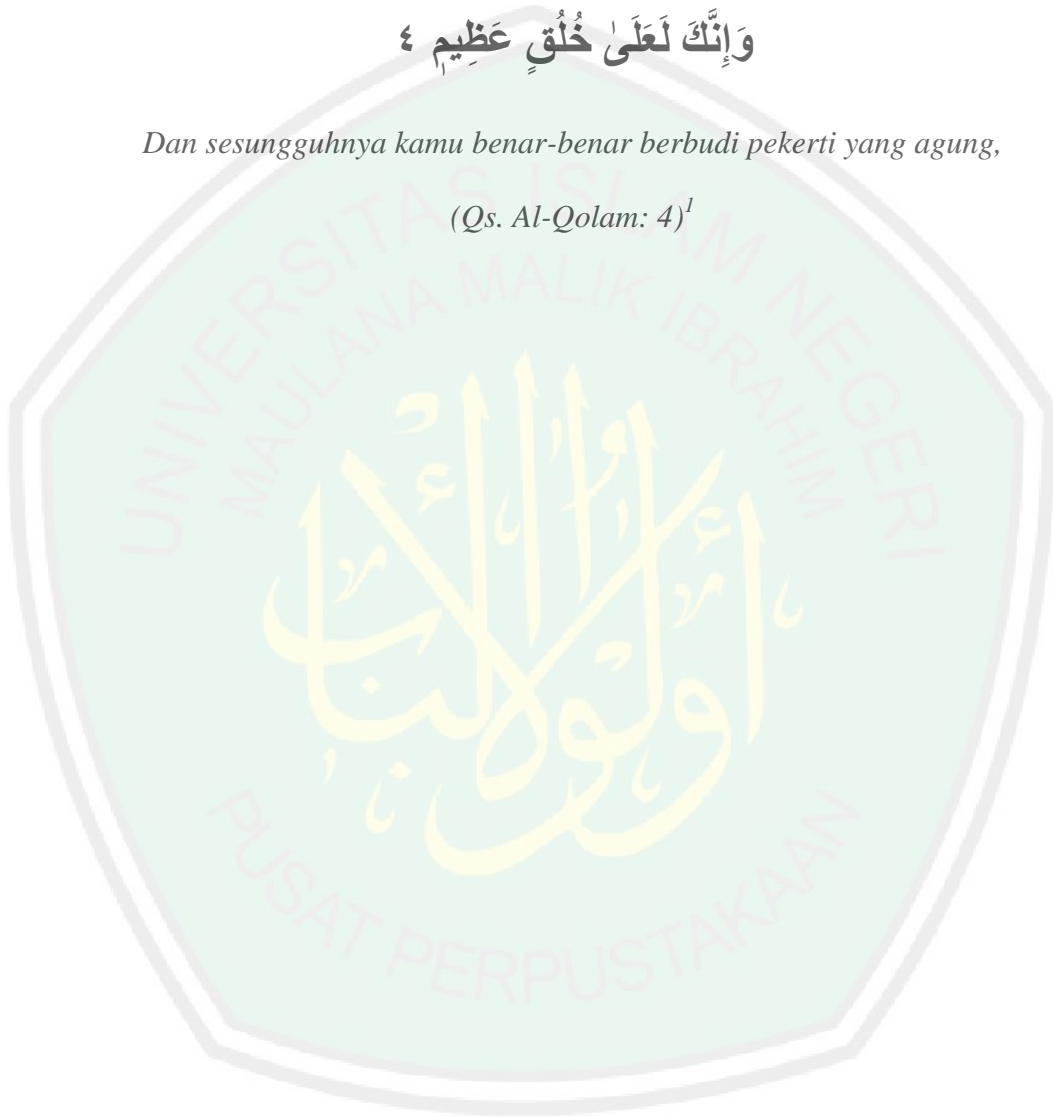 وَإِنَّكَ لَعَلَىٰ خُلُقٍ عَظِيمٖ ٤
Dan sesungguhnya kamu benar-benar berbudi pekerti yang agung,
(Qs. Al-Qolam: 4)1
UNIVERSITAS ISLAM NEGERI
MAULANA MALIK IBRAHIM
PUSAT PERPUSTAKAAN